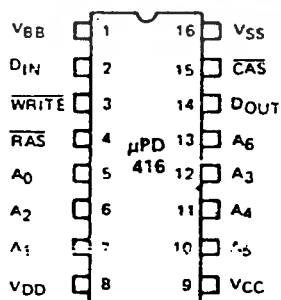 VBB 1 16 VSS
DIN 2 15 CAS
WRITE 3 14 DOUT
RAS 4 µPD 13 A6
A0 5 416 12 A3
A2 6 11 A4
A1 7 10 A5
VDD 8 9 VCC